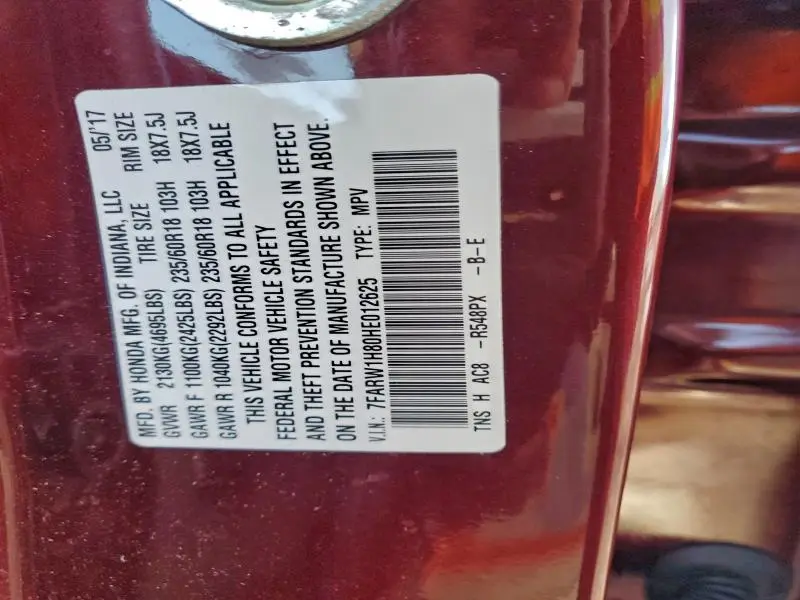 MFD. BY HONDA MFG. OF INDIANA, LLC 05/'17
GVWR 2130KG(4695LBS) TIRE SIZE RIM SIZE
GAWR F 1100KG(2425LBS) 235/60R18 103H 18X7.5J
GAWR R 1040KG(2292LBS) 235/60R18 103H 18X7.5J
THIS VEHICLE CONFORMS TO ALL APPLICABLE
FEDERAL MOTOR VEHICLE SAFETY
AND THEFT PREVENTION STANDARDS IN EFFECT
ON THE DATE OF MANUFACTURE SHOWN ABOVE.
V.I.N.: 7FARW1H80HE012625 TYPE: MPV
TNS H AC8 -R548PX -B-E